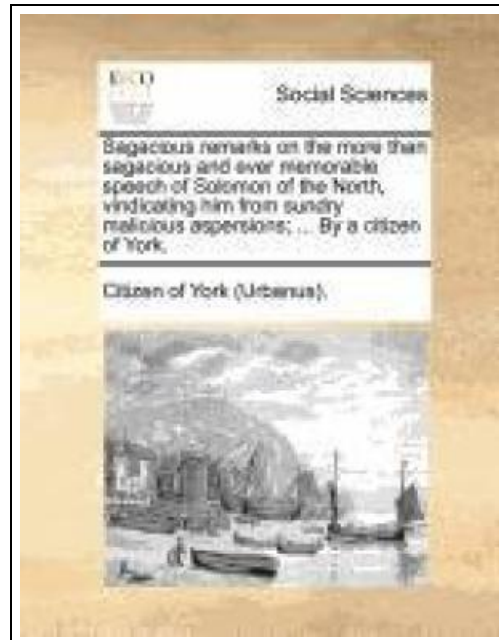 ECCO
Social Sciences
Sagacious remarks on the more than
sagacious and ever memorable
speech of Solomon of the North,
vindicating him from sundry
malicious aspersions; ... By a citizen
of York.
Citizen of York (Urbanus).